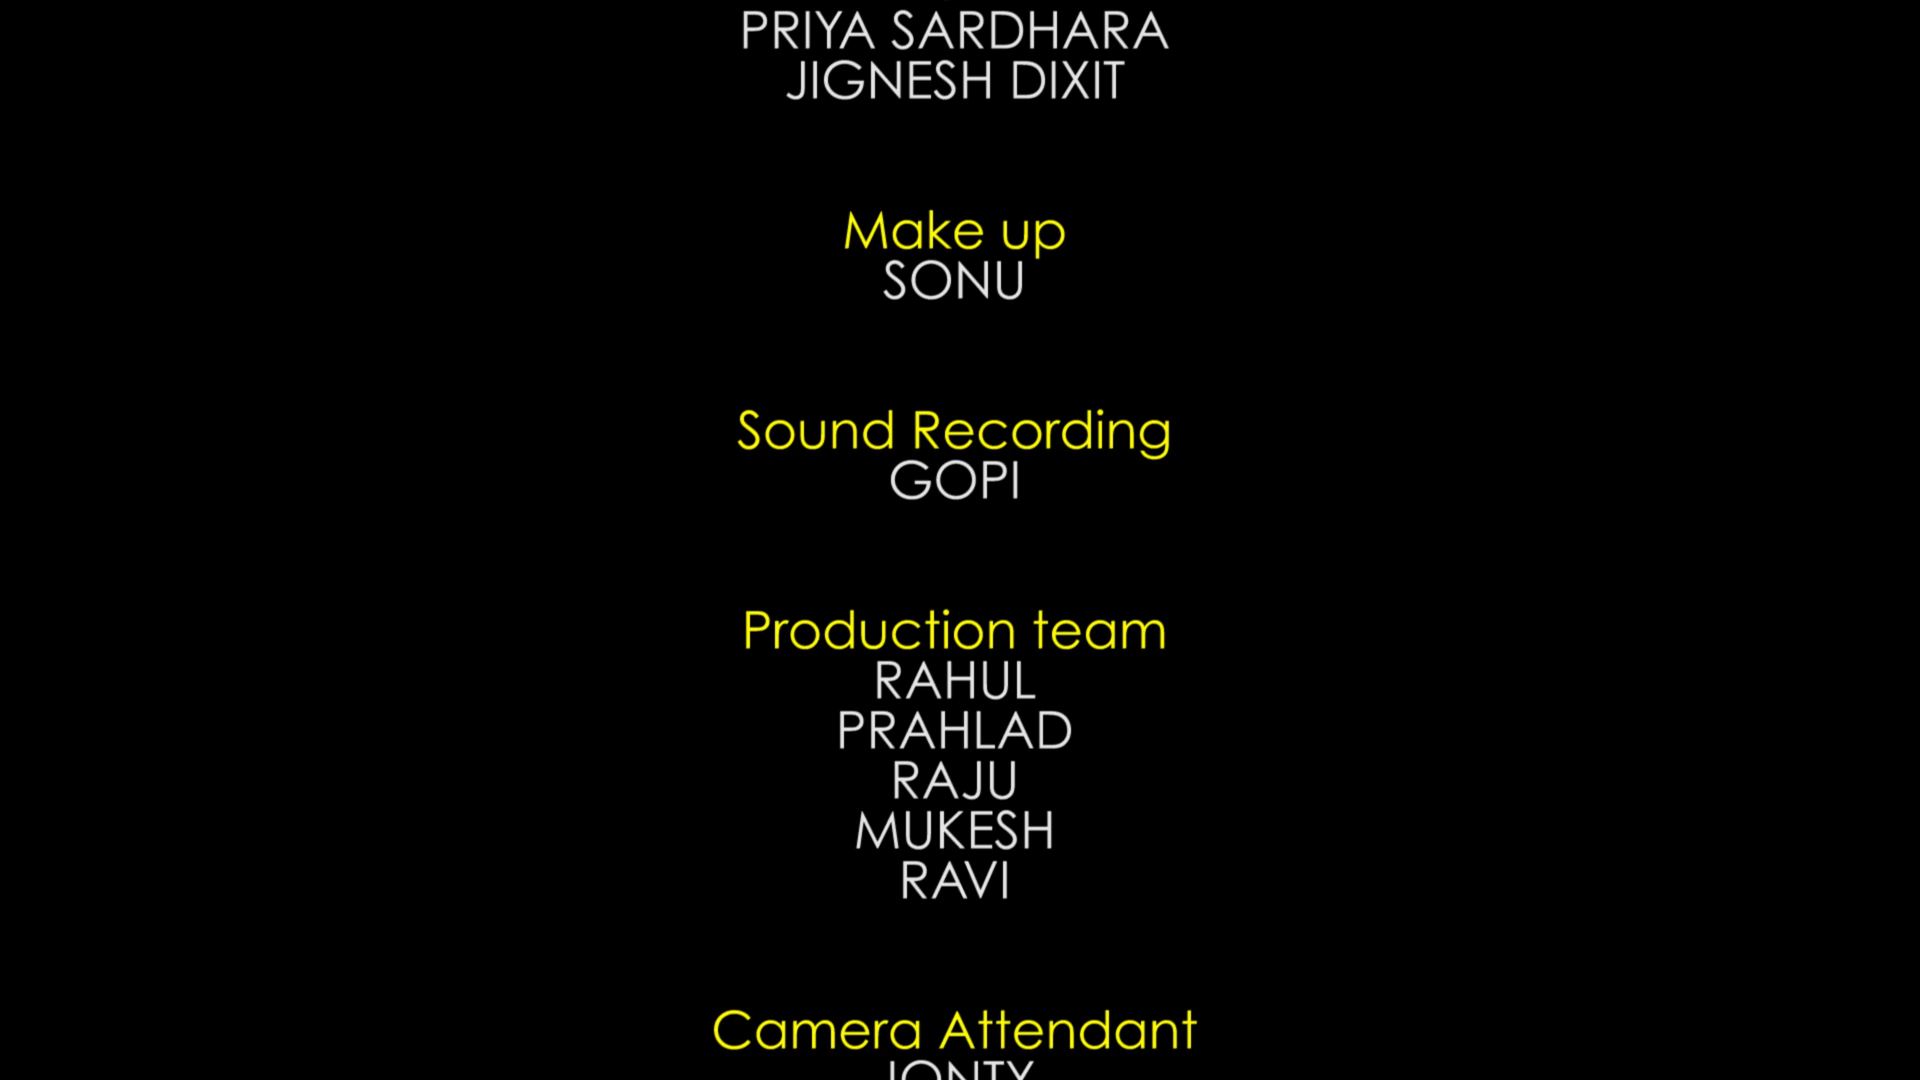 PRIYA SARDHARA
JIGNESH DIXIT
Make up
SONU
Sound Recording
GOPI
Production team
RAHUL
PRAHLAD
RAJU
MUKESH
RAVI
Camera Attendant
JONTY